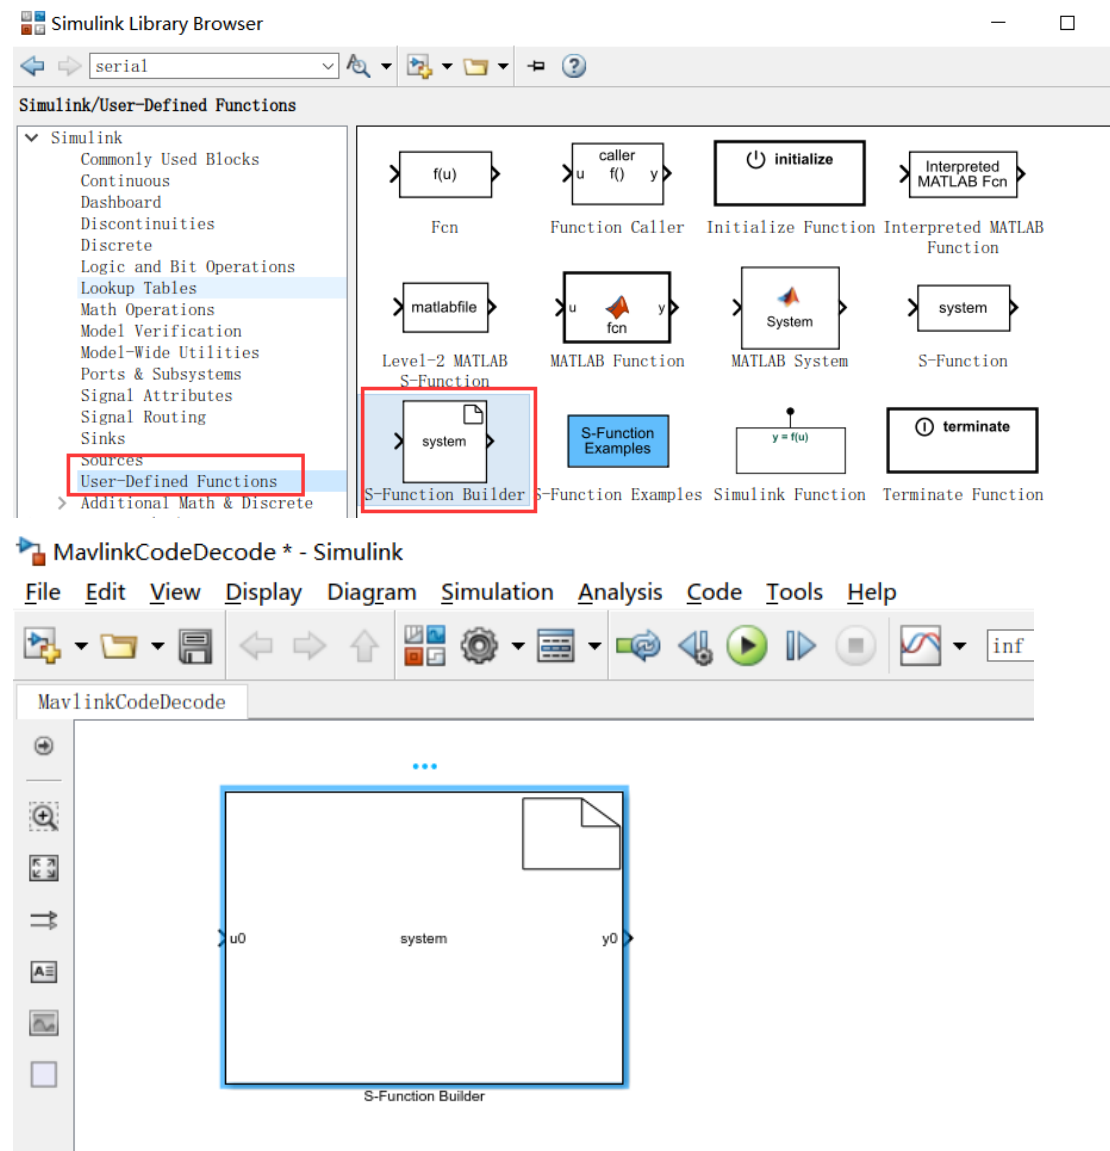 Simulink Library Browser
serial
Simulink/User-Defined Functions
Simulink
Commonly Used Blocks
Continuous
Dashboard
Discontinuities
Discrete
Logic and Bit Operations
Lookup Tables
Math Operations
Model Verification
Model-Wide Utilities
Ports & Subsystems
Signal Attributes
Signal Routing
Sinks
Sources
User-Defined Functions
Additional Math & Discrete
f(u)
Fcn
caller
u f() y
Function Caller
initialize
Initialize Function
Interpreted
MATLAB Fcn
Interpreted MATLAB
Function
matlabfile
Level-2 MATLAB
S-Function
u y
fcn
MATLAB Function
System
MATLAB System
system
S-Function
system
S-Function Builder
S-Function
Examples
S-Function Examples
y = f(u)
Simulink Function
terminate
Terminate Function
MavlinkCodeDecode * - Simulink
File Edit View Display Diagram Simulation Analysis Code Tools Help
inf
MavlinkCodeDecode
u0 system y0
S-Function Builder